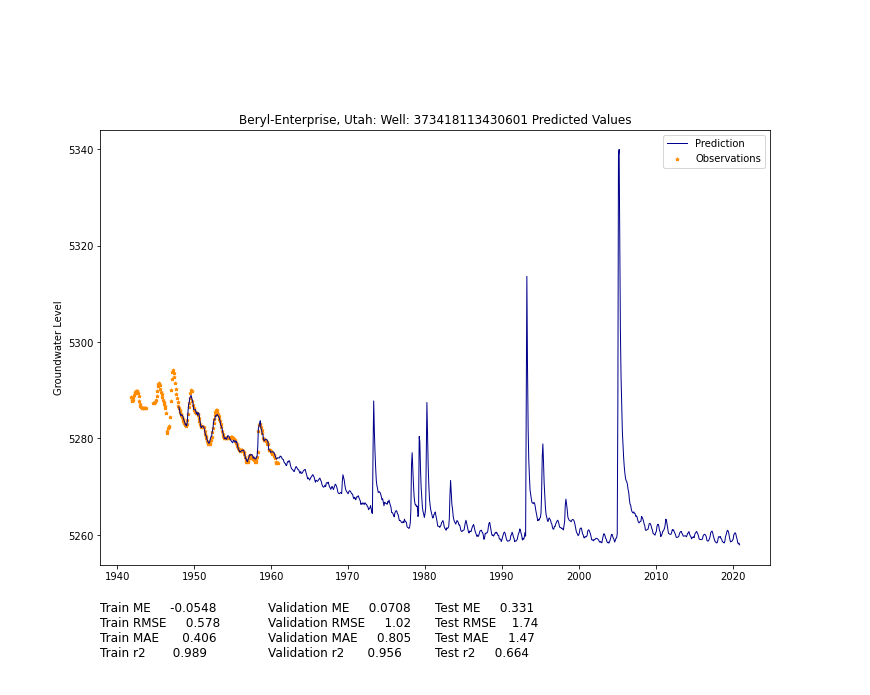 Beryl-Enterprise, Utah: Well: 373418113430601 Predicted Values
Prediction
Observations
Groundwater Level
5340
5320
5300
5280
5260
1940 1950 1960 1970 1980 1990 2000 2010 2020
Train ME -0.0548 Validation ME 0.0708 Test ME 0.331
Train RMSE 0.578 Validation RMSE 1.02 Test RMSE 1.74
Train MAE 0.406 Validation MAE 0.805 Test MAE 1.47
Train r2 0.989 Validation r2 0.956 Test r2 0.664